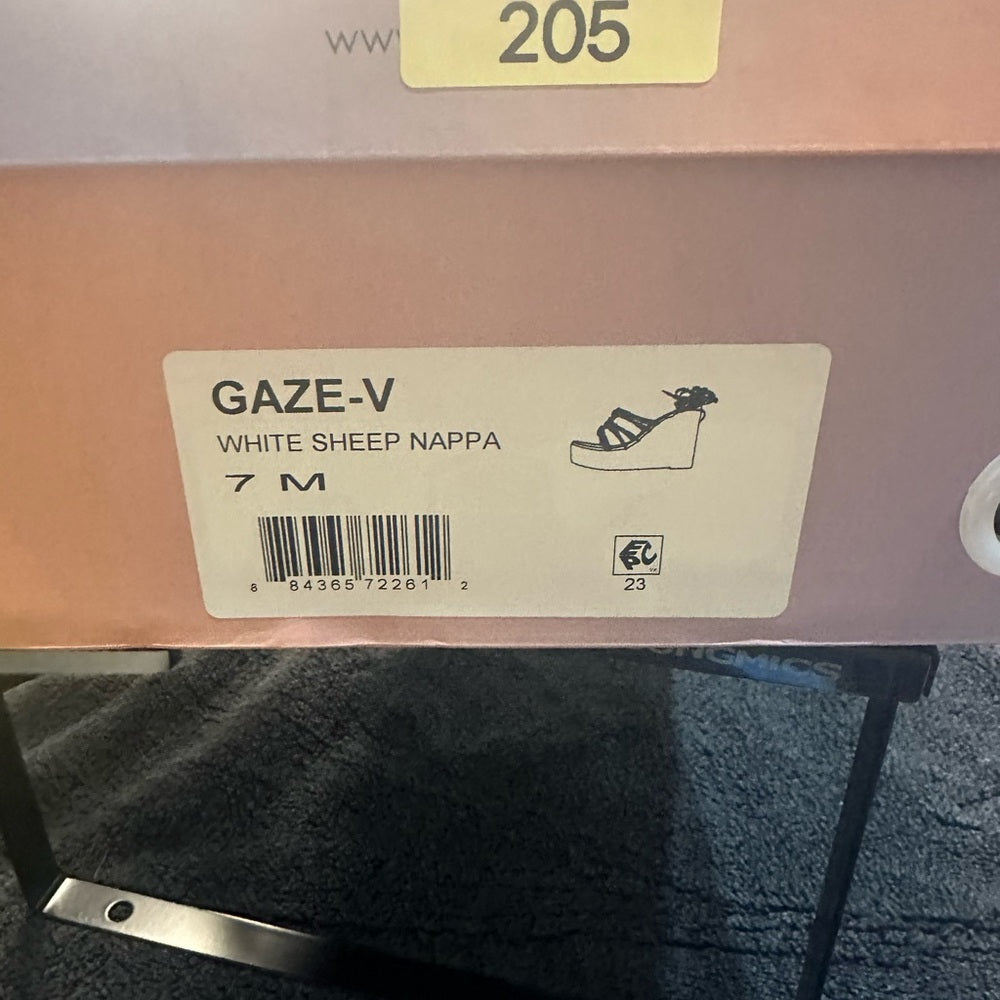 205
GAZE-V
WHITE SHEEP NAPPA
7 M
8 84365 72261 2
23